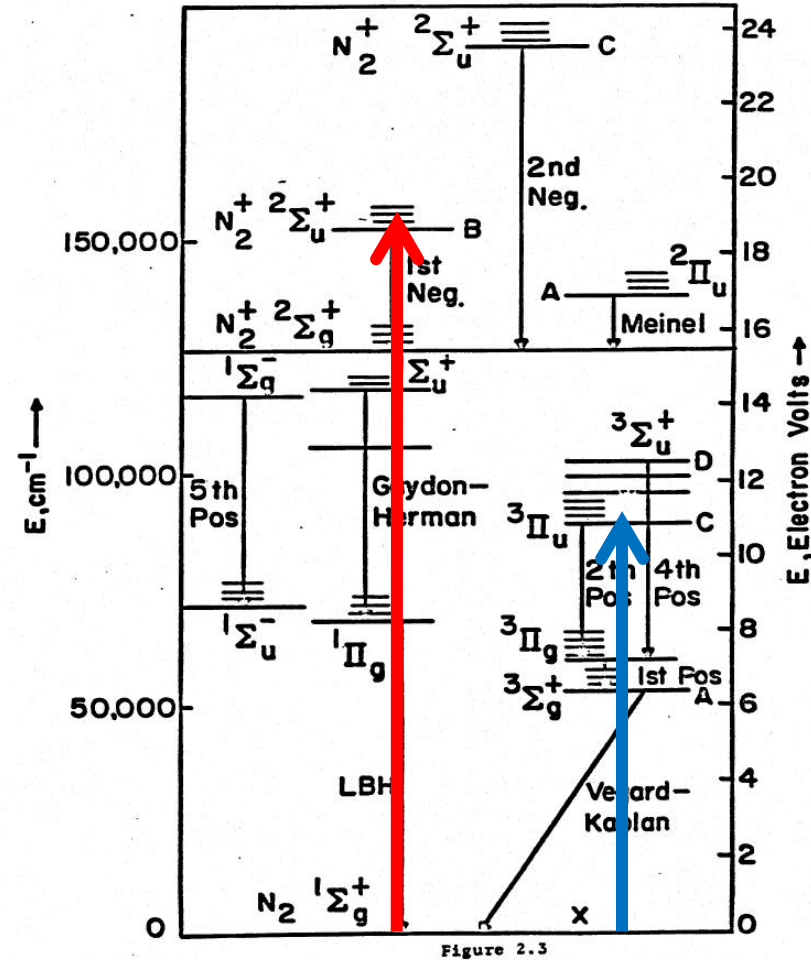 24
N₂⁺ ²Σᵤ⁺ C
22
2nd
Neg.
20
N₂⁺ ²Σᵤ⁺ B
150,000
18
1st
Neg.
²Πᵤ
A
Meinel
N₂⁺ ²Σg⁺
16
¹Σg⁻
Σᵤ⁺
14
³Σᵤ⁺
D
100,000
12
5th
Pos
Gaydon-
Herman
³Πᵤ
C
10
2th
Pos
4th
Pos
8
¹Σᵤ⁻
¹Πg
³Πg
1st Pos
³Σg⁺
A
50,000
6
LBH
4
Vegard-
Kaplan
2
N₂ ¹Σg⁺
X
0
0
E, cm⁻¹
E, Electron Volts
Figure 2.3